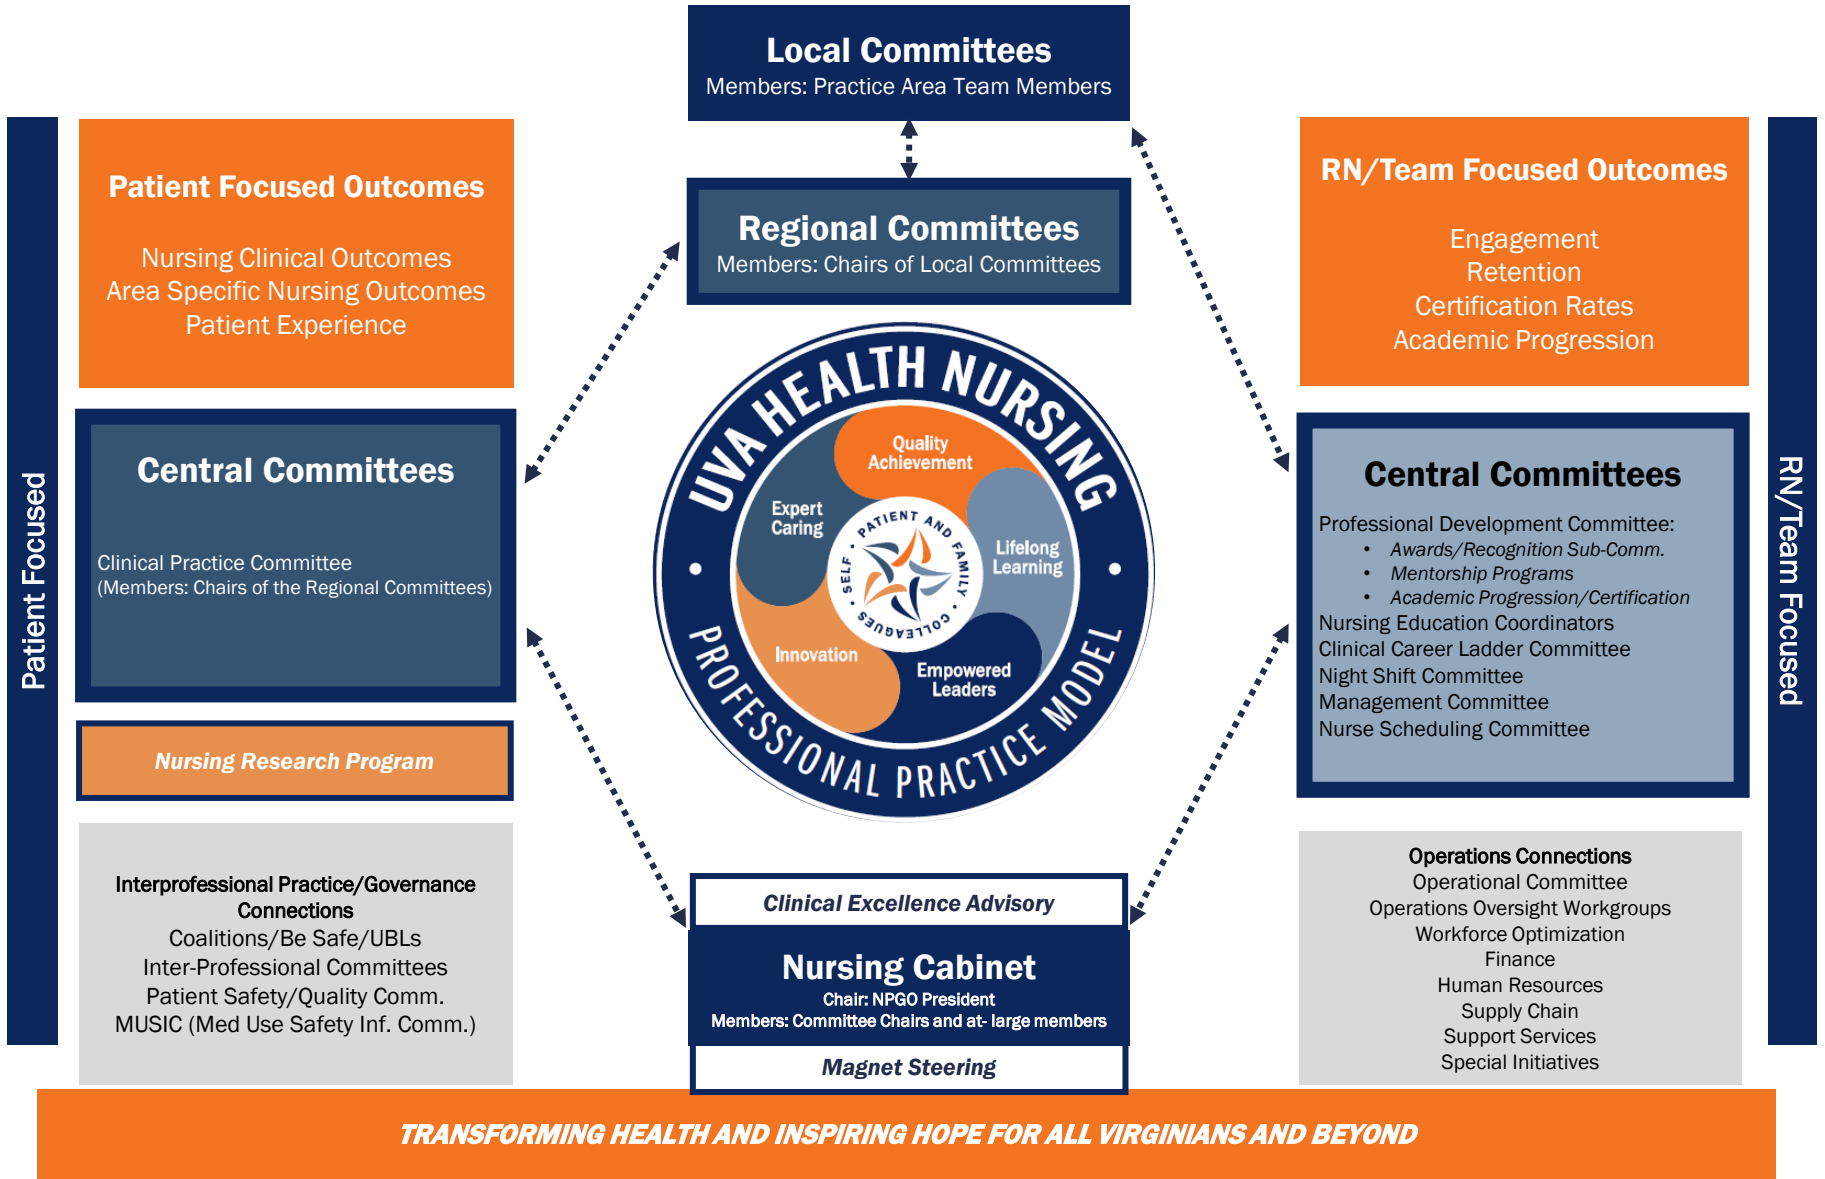 Local Committees
Members: Practice Area Team Members
Patient Focused
Patient Focused Outcomes
Nursing Clinical Outcomes
Area Specific Nursing Outcomes
Patient Experience
Central Committees
Clinical Practice Committee
(Members: Chairs of the Regional Committees)
Nursing Research Program
Interprofessional Practice/Governance
Connections
Coalitions/Be Safe/UBLs
Inter-Professional Committees
Patient Safety/Quality Comm.
MUSIC (Med Use Safety Inf. Comm.)
Regional Committees
Members: Chairs of Local Committees
UVA HEALTH NURSING
PROFESSIONAL PRACTICE MODEL
Quality
Achievement
Expert
Caring
Lifelong
Learning
Innovation
Empowered
Leaders
SELF • PATIENT AND FAMILY • COLLEAGUES •
Clinical Excellence Advisory
Nursing Cabinet
Chair: NPGO President
Members: Committee Chairs and at- large members
Magnet Steering
RN/Team Focused Outcomes
Engagement
Retention
Certification Rates
Academic Progression
Central Committees
Professional Development Committee:
• Awards/Recognition Sub-Comm.
• Mentorship Programs
• Academic Progression/Certification
Nursing Education Coordinators
Clinical Career Ladder Committee
Night Shift Committee
Management Committee
Nurse Scheduling Committee
Operations Connections
Operational Committee
Operations Oversight Workgroups
Workforce Optimization
Finance
Human Resources
Supply Chain
Support Services
Special Initiatives
RN/Team Focused
TRANSFORMING HEALTH AND INSPIRING HOPE FOR ALL VIRGINIANS AND BEYOND